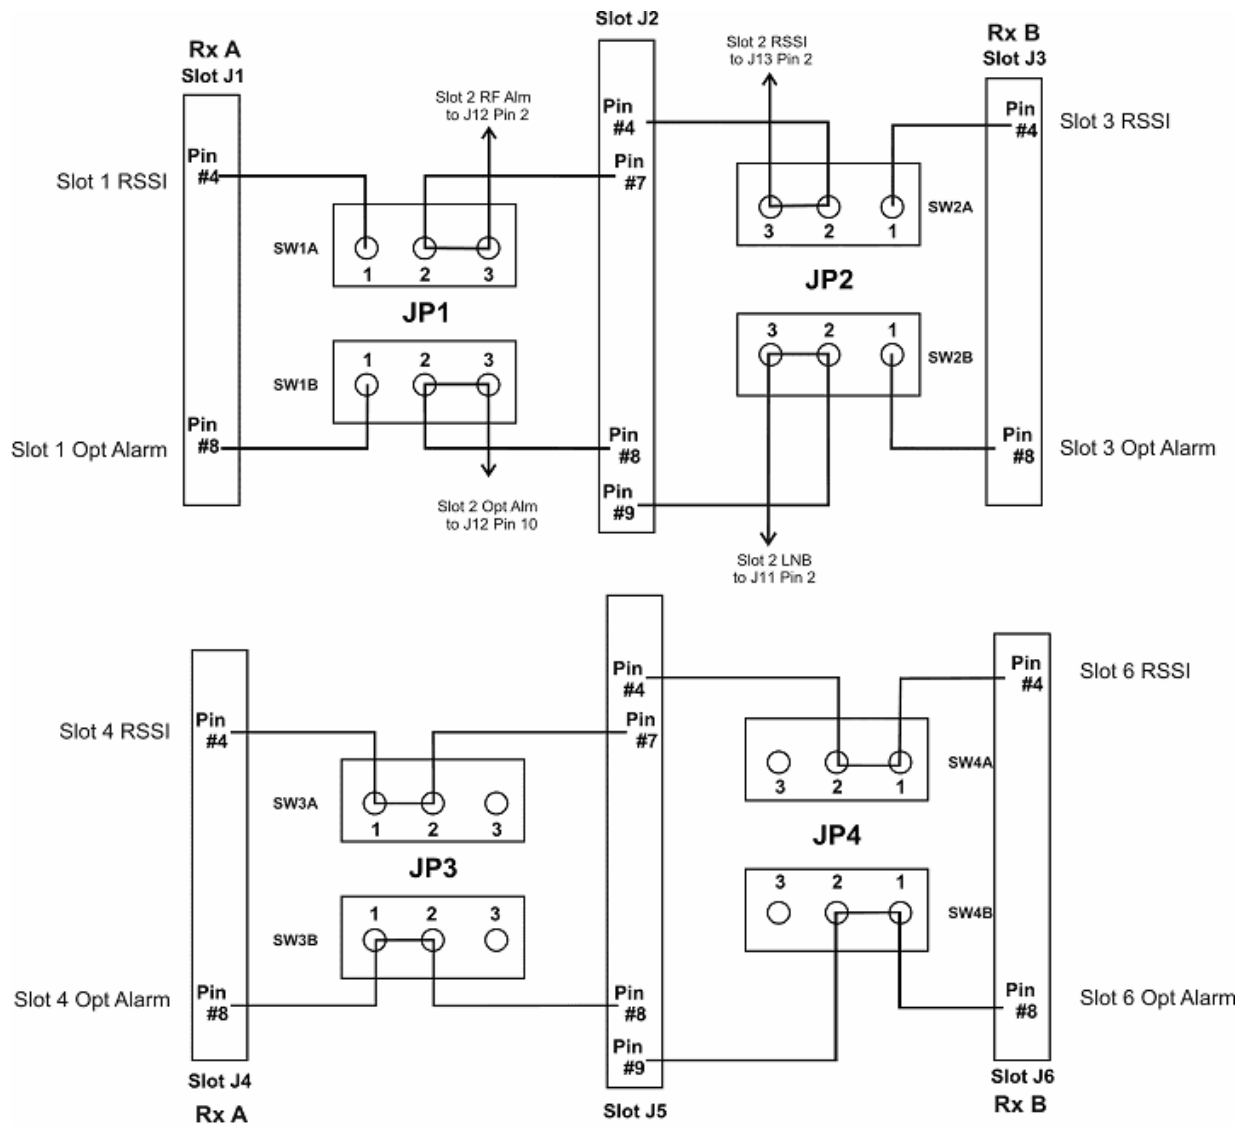 Slot J2
Rx A
Slot J1
Slot 2 RSSI
to J13 Pin 2
Rx B
Slot J3
Slot 2 RF Alm
to J12 Pin 2
Pin
#4
Pin
#4
Slot 3 RSSI
Slot 1 RSSI
Pin
#4
Pin
#7
SW1A
1
2
3
3
2
1
SW2A
JP1
JP2
SW1B
1
2
3
3
2
1
SW2B
Slot 1 Opt Alarm
Pin
#8
Pin
#8
Pin
#8
Slot 3 Opt Alarm
Pin
#9
Slot 2 Opt Alm
to J12 Pin 10
Slot 2 LNB
to J11 Pin 2
Pin
#4
Pin
#4
Slot 6 RSSI
Slot 4 RSSI
Pin
#4
Pin
#7
SW3A
1
2
3
3
2
1
SW4A
JP3
JP4
SW3B
1
2
3
3
2
1
SW4B
Slot 4 Opt Alarm
Pin
#8
Pin
#8
Pin
#8
Slot 6 Opt Alarm
Pin
#9
Slot J4
Rx A
Slot J5
Slot J6
Rx B